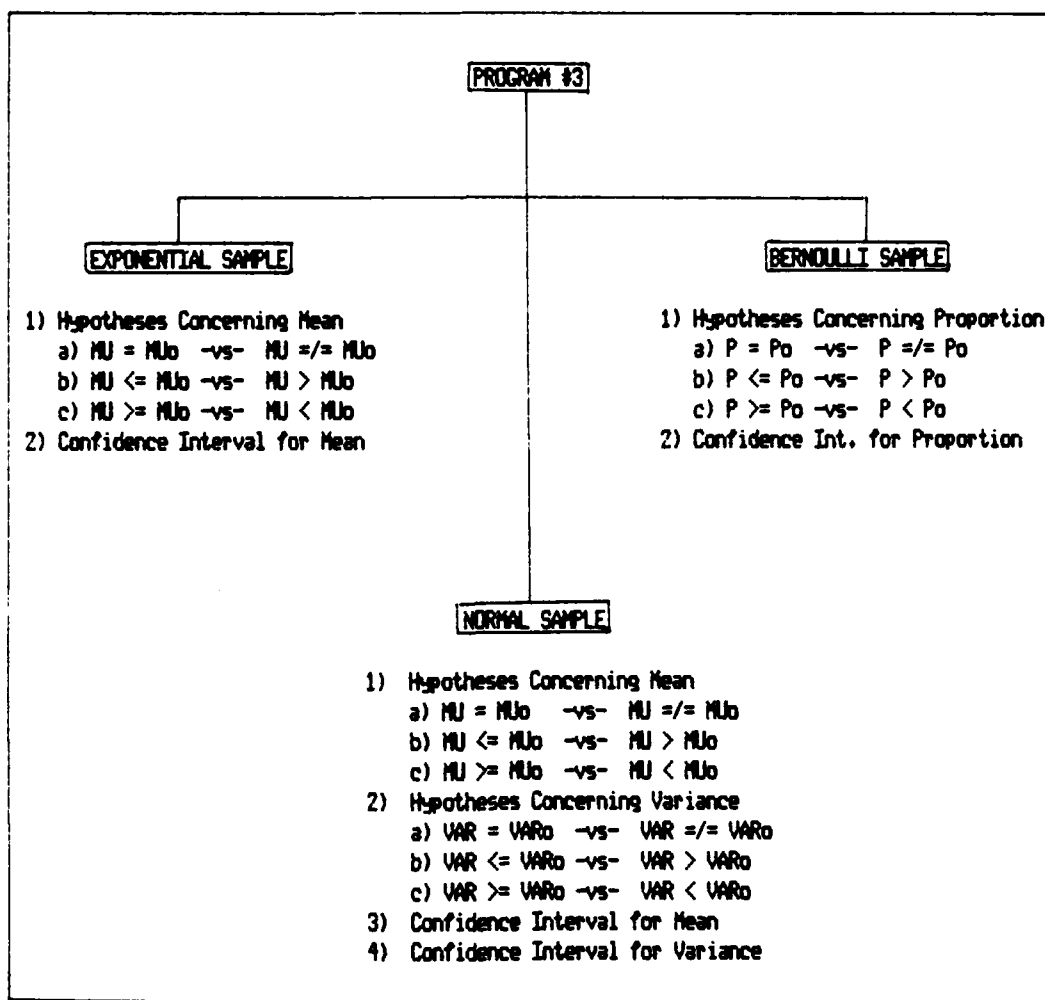 PROGRAM #3
EXPONENTIAL SAMPLE
1) Hypotheses Concerning Mean
a) MU = MUo -vs- MU =/= MUo
b) MU <= MUo -vs- MU > MUo
c) MU >= MUo -vs- MU < MUo
2) Confidence Interval for Mean
BERNOULLI SAMPLE
1) Hypotheses Concerning Proportion
a) P = Po -vs- P =/= Po
b) P <= Po -vs- P > Po
c) P >= Po -vs- P < Po
2) Confidence Int. for Proportion
NORMAL SAMPLE
1) Hypotheses Concerning Mean
a) MU = MUo -vs- MU =/= MUo
b) MU <= MUo -vs- MU > MUo
c) MU >= MUo -vs- MU < MUo
2) Hypotheses Concerning Variance
a) VAR = VARo -vs- VAR =/= VARo
b) VAR <= VARo -vs- VAR > VARo
c) VAR >= VARo -vs- VAR < VARo
3) Confidence Interval for Mean
4) Confidence Interval for Variance